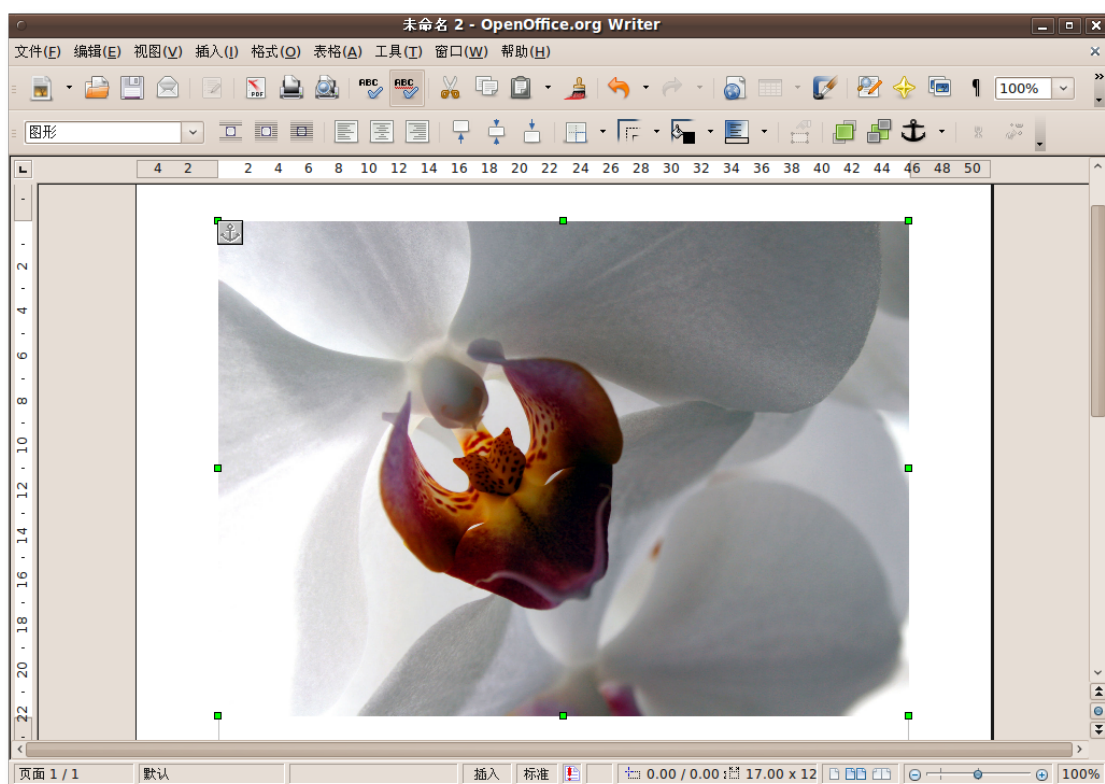 未命名 2 - OpenOffice.org Writer
文件(F) 编辑(E) 视图(V) 插入(I) 格式(O) 表格(A) 工具(T) 窗口(W) 帮助(H)
PDF ABC ABC 100%
图形
4 2 2 4 6 8 10 12 14 16 18 20 22 24 26 28 30 32 34 36 38 40 42 44 46 48 50
2
4
6
8
10
12
14
16
18
20
22
页面 1 / 1 默认 插入 标准 0.00 / 0.00 17.00 x 12 100%